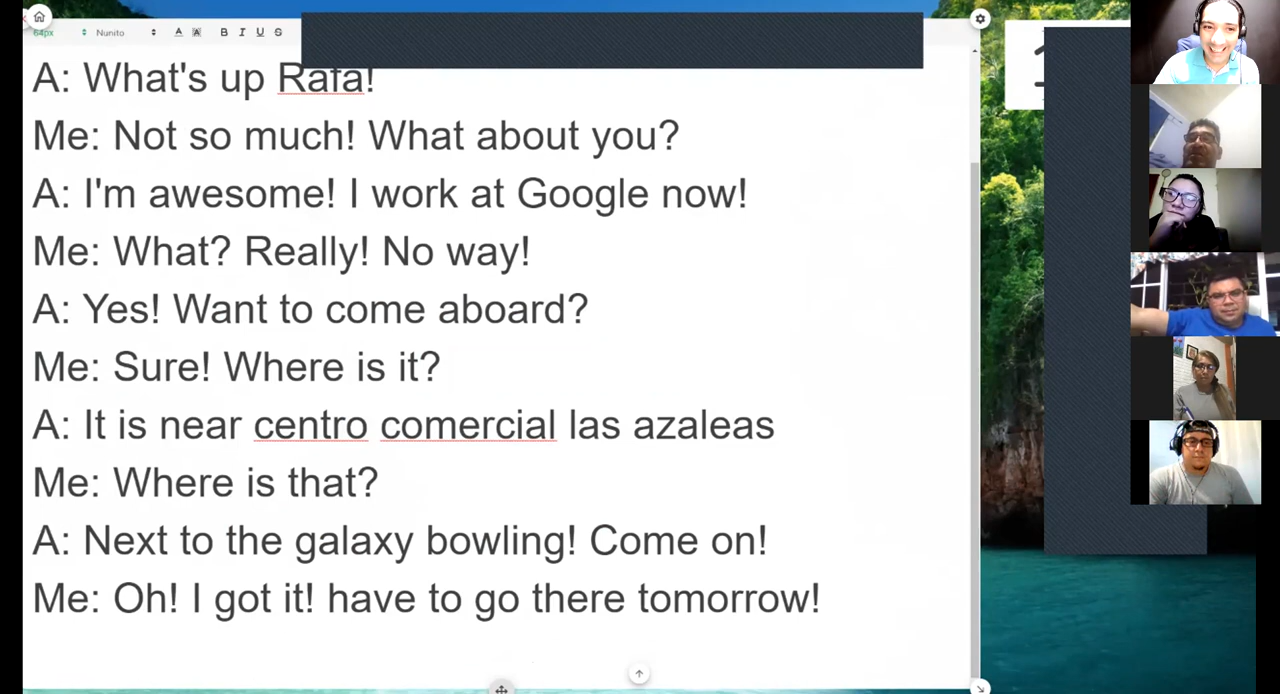 64px Nunito A A B I U S
A: What's up Rafa!
Me: Not so much! What about you?
A: I'm awesome! I work at Google now!
Me: What? Really! No way!
A: Yes! Want to come aboard?
Me: Sure! Where is it?
A: It is near centro comercial las azaleas
Me: Where is that?
A: Next to the galaxy bowling! Come on!
Me: Oh! I got it! have to go there tomorrow!